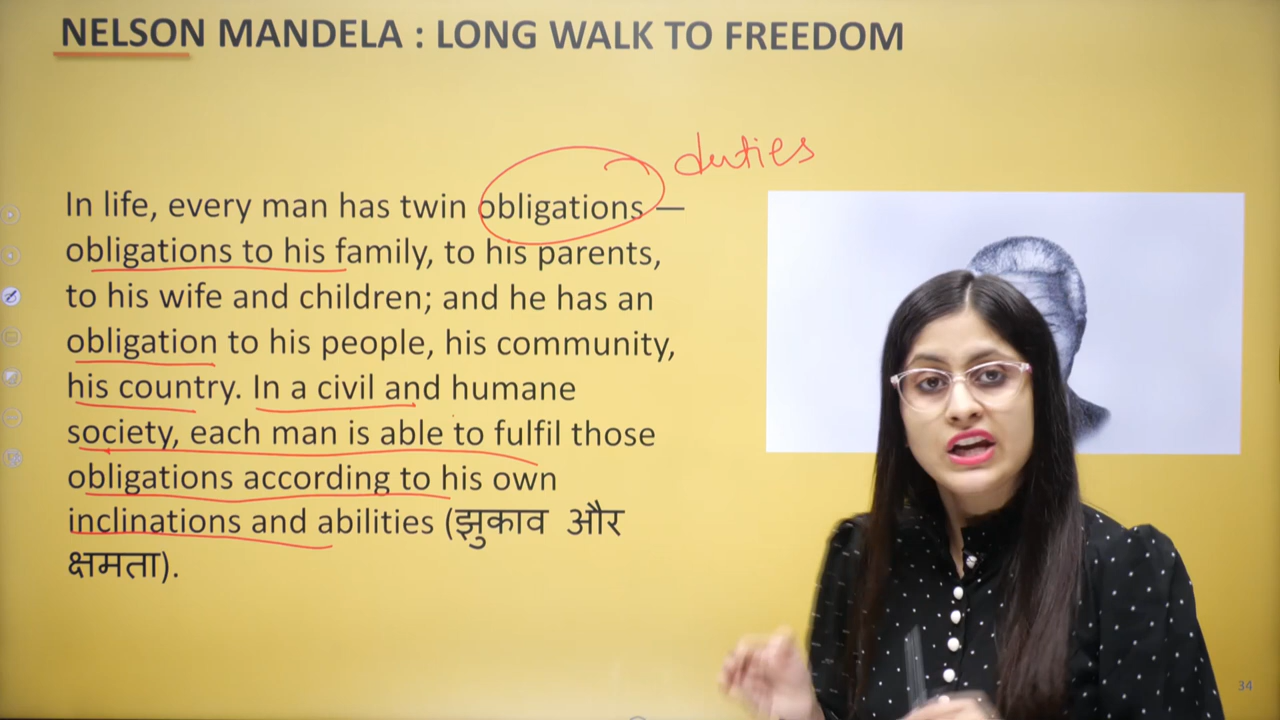 NELSON MANDELA : LONG WALK TO FREEDOM
duties
In life, every man has twin obligations —
obligations to his family, to his parents,
to his wife and children; and he has an
obligation to his people, his community,
his country. In a civil and humane
society, each man is able to fulfil those
obligations according to his own
inclinations and abilities (झुकाव और
क्षमता).
34